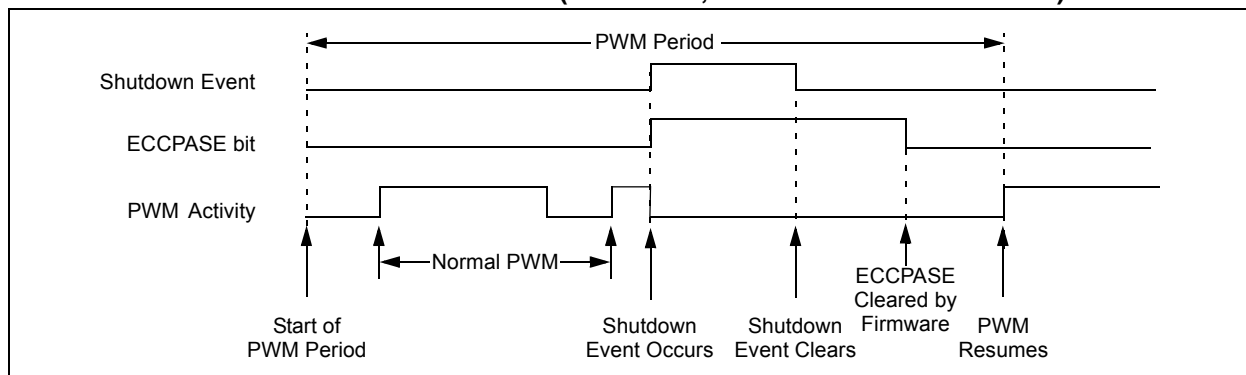 PWM Period
Shutdown Event
ECCPASE bit
PWM Activity
Normal PWM
Start of
PWM Period
Shutdown
Event Occurs
Shutdown
Event Clears
ECCPASE
Cleared by
Firmware
PWM
Resumes